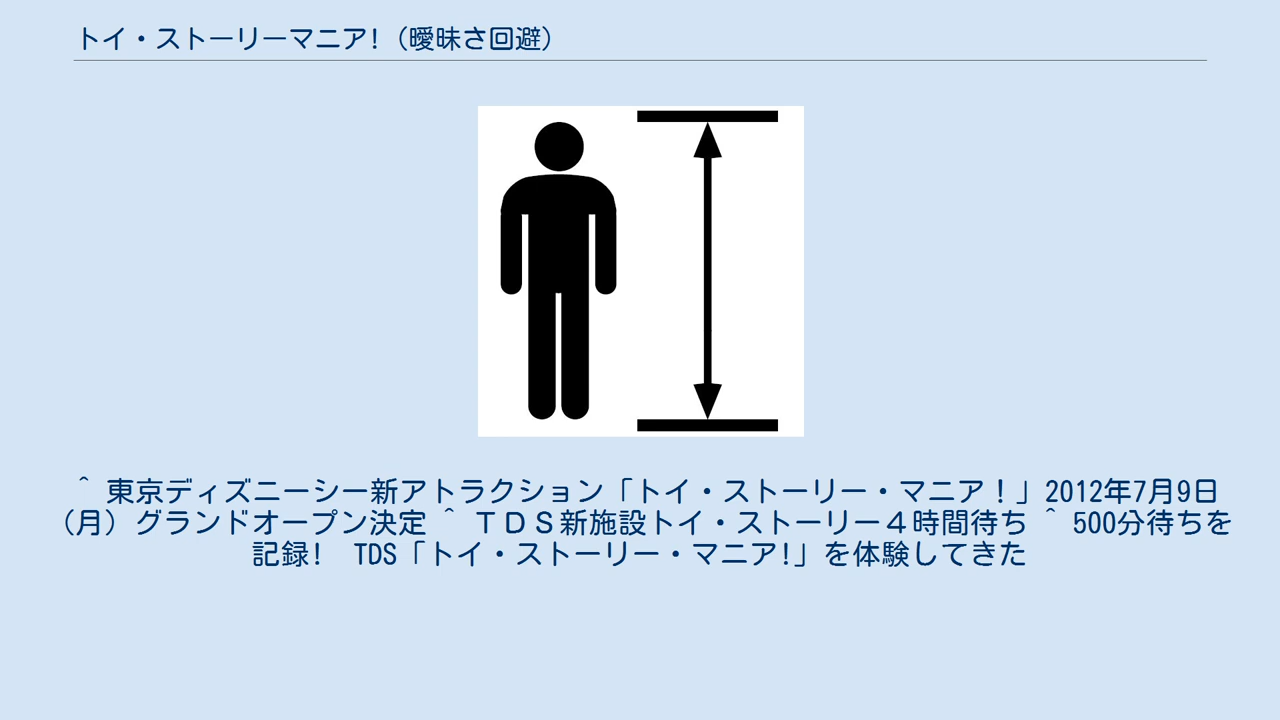 トイ・ストーリーマニア!（曖昧さ回避）
^ 東京ディズニーシー新アトラクション「トイ・ストーリー・マニア！」2012年7月9日
（月）グランドオープン決定 ^ ＴＤＳ新施設トイ・ストーリー４時間待ち ^ 500分待ちを
記録!　TDS「トイ・ストーリー・マニア!」を体験してきた